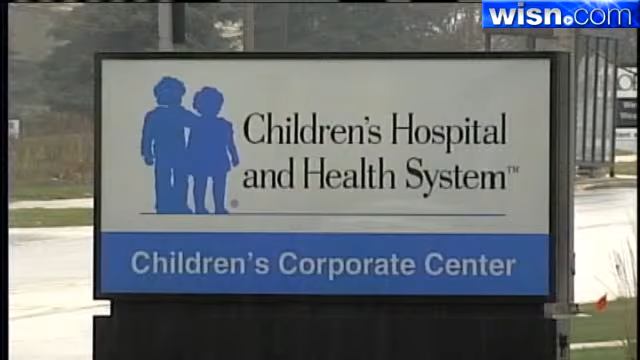 wisn.com
Children's Hospital
and Health System™
®
Children's Corporate Center